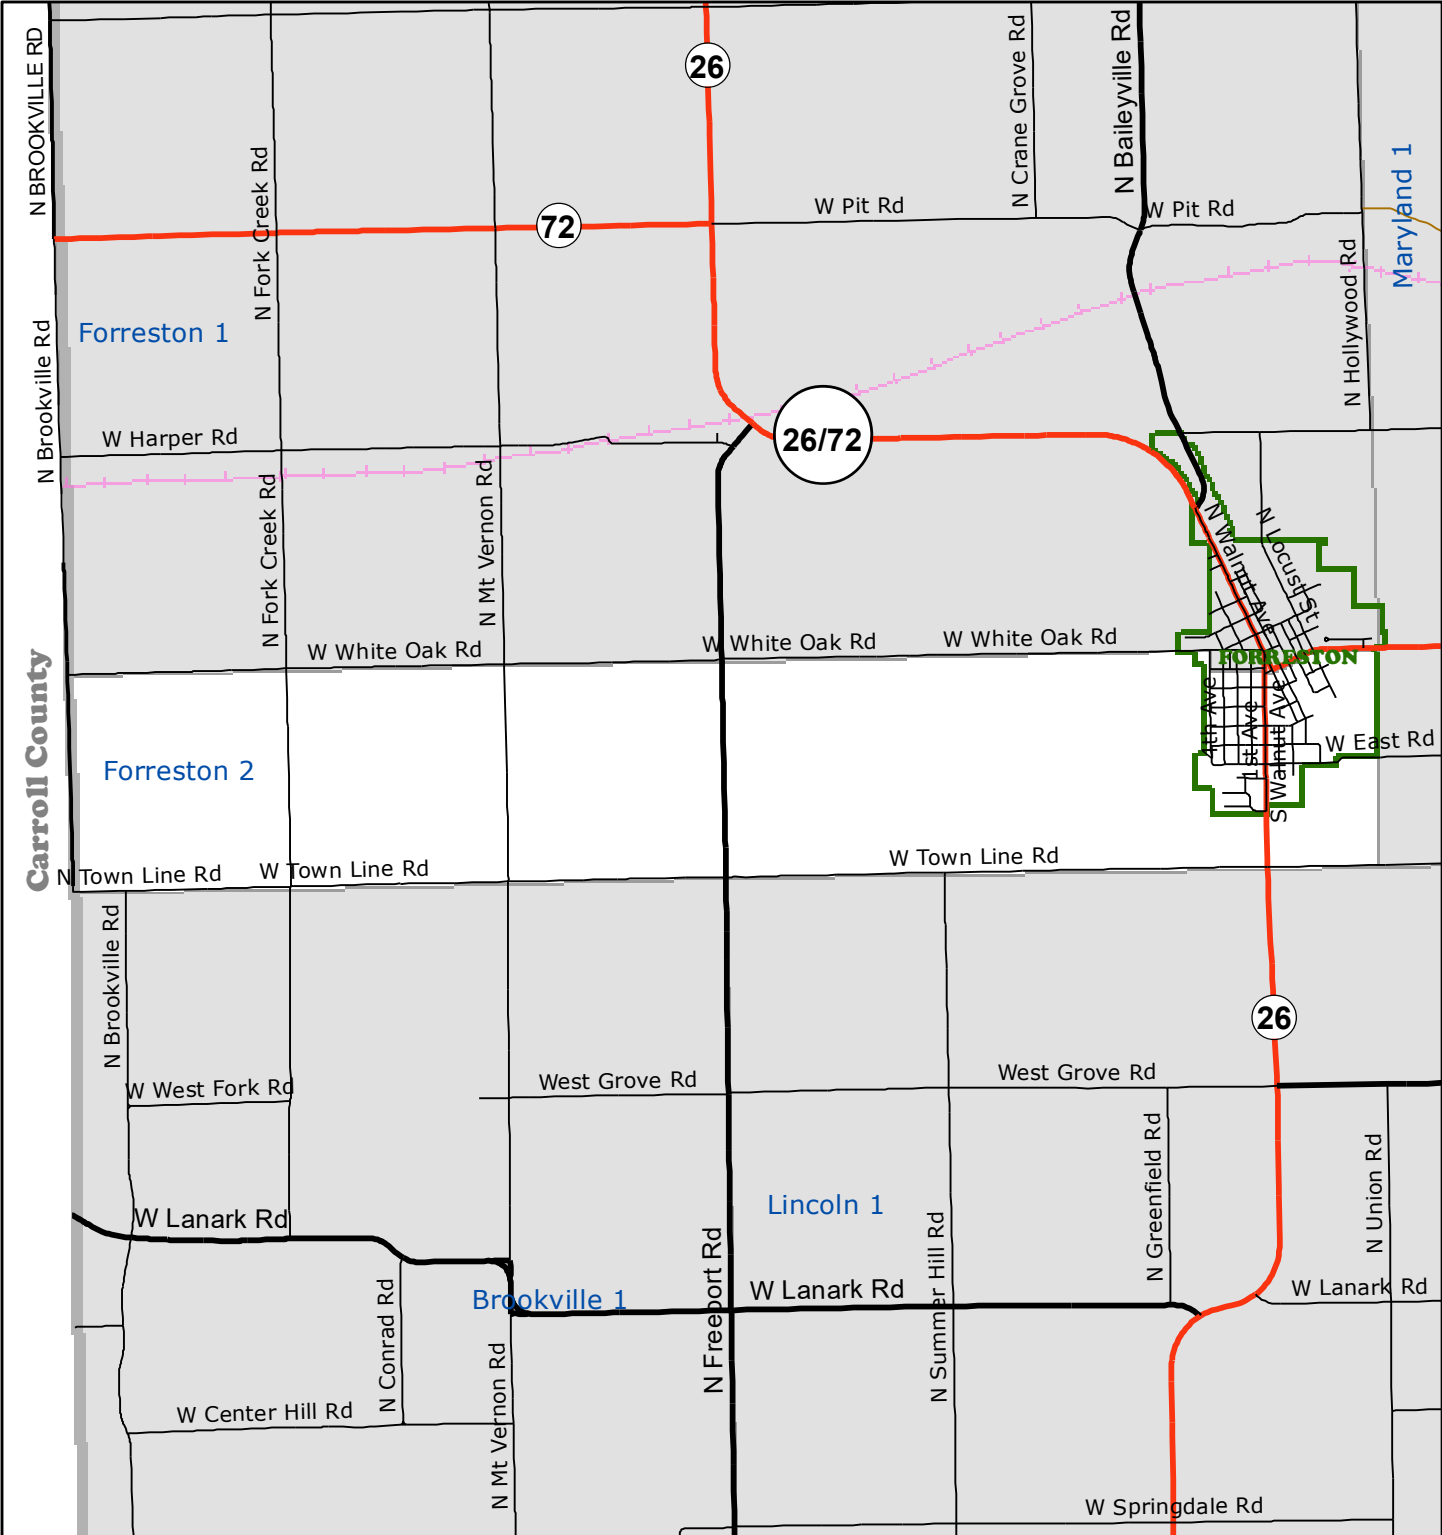 N BROOKVILLE RD
26
N Crane Grove Rd
N Baileyville Rd
Maryland 1
N Fork Creek Rd
W Pit Rd
W Pit Rd
72
N Hollywood Rd
Forreston 1
N Brookville Rd
W Harper Rd
26/72
N Fork Creek Rd
N Mt Vernon Rd
N Walnut Ave
N Locust St
W White Oak Rd
W White Oak Rd
W White Oak Rd
FORRESTON
Carroll County
4th Ave
1st Ave
S Walnut Ave
W East Rd
Forreston 2
N Town Line Rd
W Town Line Rd
W Town Line Rd
N Brookville Rd
26
W West Fork Rd
West Grove Rd
West Grove Rd
N Greenfield Rd
N Union Rd
Lincoln 1
W Lanark Rd
N Freeport Rd
N Summer Hill Rd
Brookville 1
W Lanark Rd
W Lanark Rd
N Conrad Rd
N Mt Vernon Rd
W Center Hill Rd
W Springdale Rd